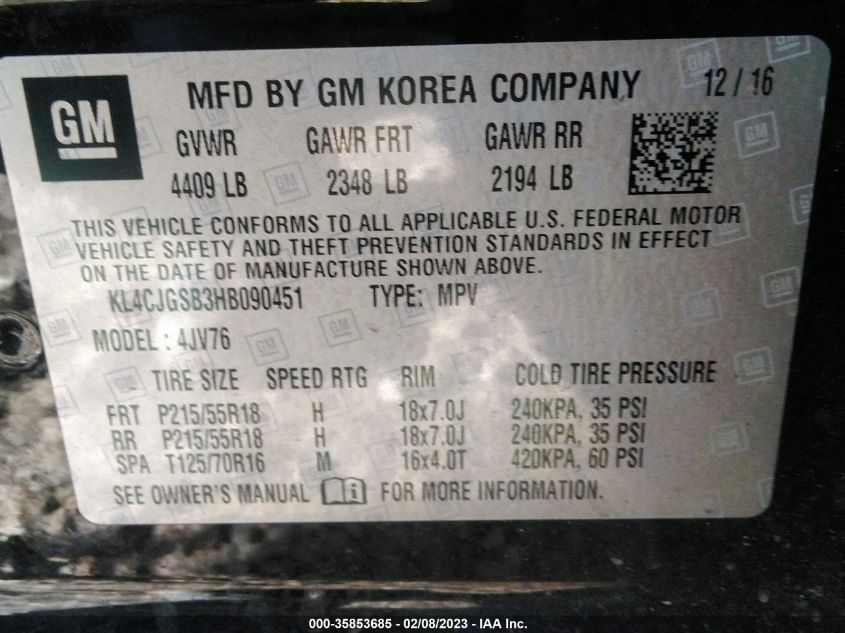 GM
MFD BY GM KOREA COMPANY 12/16
GVWR GAWR FRT GAWR RR
4409 LB 2348 LB 2194 LB
THIS VEHICLE CONFORMS TO ALL APPLICABLE U.S. FEDERAL MOTOR
VEHICLE SAFETY AND THEFT PREVENTION STANDARDS IN EFFECT
ON THE DATE OF MANUFACTURE SHOWN ABOVE.
KL4CJGSB3HB090451 TYPE: MPV
MODEL : 4JV76
TIRE SIZE SPEED RTG RIM COLD TIRE PRESSURE
FRT P215/55R18 H 18x7.0J 240KPA, 35 PSI
RR P215/55R18 H 18x7.0J 240KPA, 35 PSI
SPA T125/70R16 M 16x4.0T 420KPA, 60 PSI
SEE OWNER'S MANUAL FOR MORE INFORMATION.
000-35853685 - 02/08/2023 - IAA Inc.